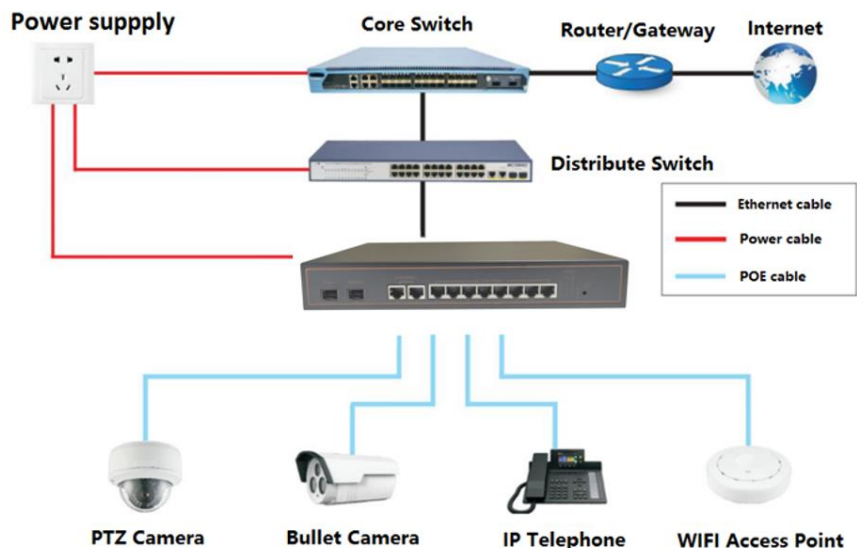 Power suppply
Core Switch
Router/Gateway
Internet
Distribute Switch
Ethernet cable
Power cable
POE cable
PTZ Camera
Bullet Camera
IP Telephone
WIFI Access Point